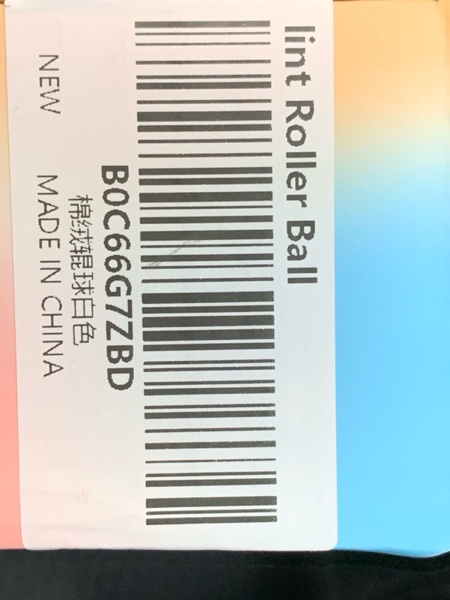 lint Roller Ball
B0C66G7ZBD
棉绒辊球白色
NEW MADE IN CHINA